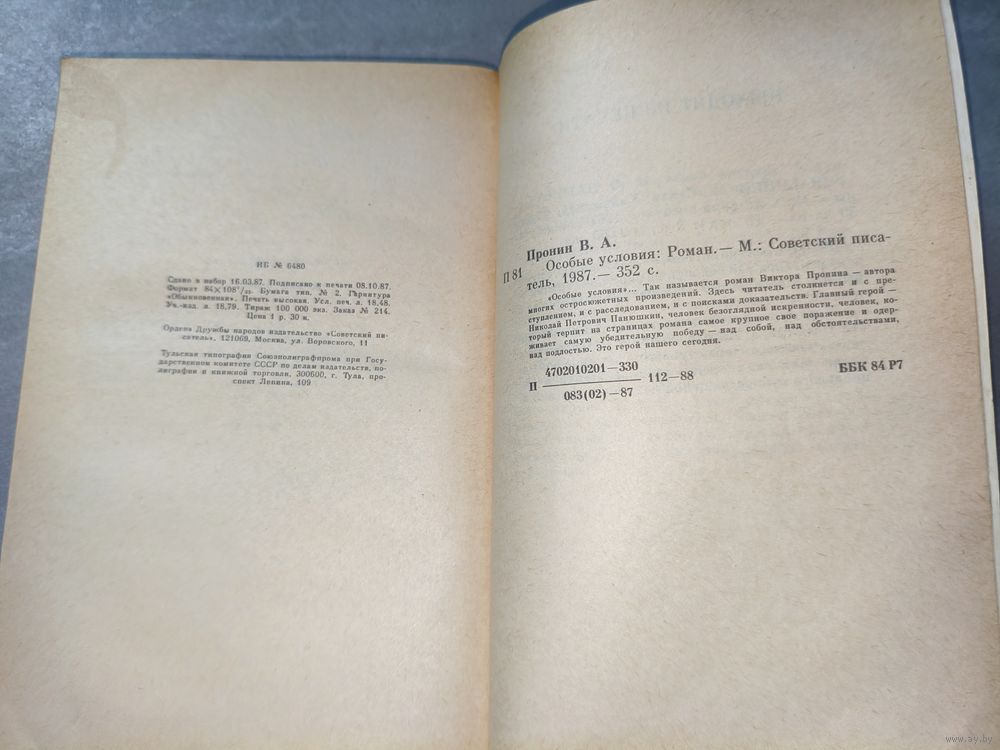 ИБ № 6480
Сдано в набор 16.03.87. Подписано к печати 08.10.87.
Формат 84×108¹/₃₂. Бумага тип. № 2. Гарнитура
«Обыкновенная». Печать высокая. Усл. печ. л. 18,48.
Уч.-изд. л. 18,79. Тираж 100 000 экз. Заказ № 214.
Цена 1 р. 30 к.
Ордена Дружбы народов издательство «Советский пи-
сатель», 121069, Москва, ул. Воровского, 11
Тульская типография Союзполиграфпрома при Госу-
дарственном комитете СССР по делам издательств, по-
лиграфии и книжной торговли, 300600, г. Тула, про-
спект Ленина, 109
Пронин В. А.
П 81 Особые условия: Роман.— М.: Советский писа-
тель, 1987.— 352 с.
«Особые условия»... Так называется роман Виктора Пронина — автора
многих остросюжетных произведений. Здесь читатель столкнется и с пре-
ступлением, и с расследованием, и с поисками доказательств. Главный герой —
Николай Петрович Панюшкин, человек безоглядной искренности, человек, ко-
торый терпит на страницах романа самое крупное свое поражение и одер-
живает самую убедительную победу — над собой, над обстоятельствами,
над подлостью. Это герой нашего сегодня.
4702010201—330
П 112—88
083(02)—87
ББК 84 Р7
www.ay.by